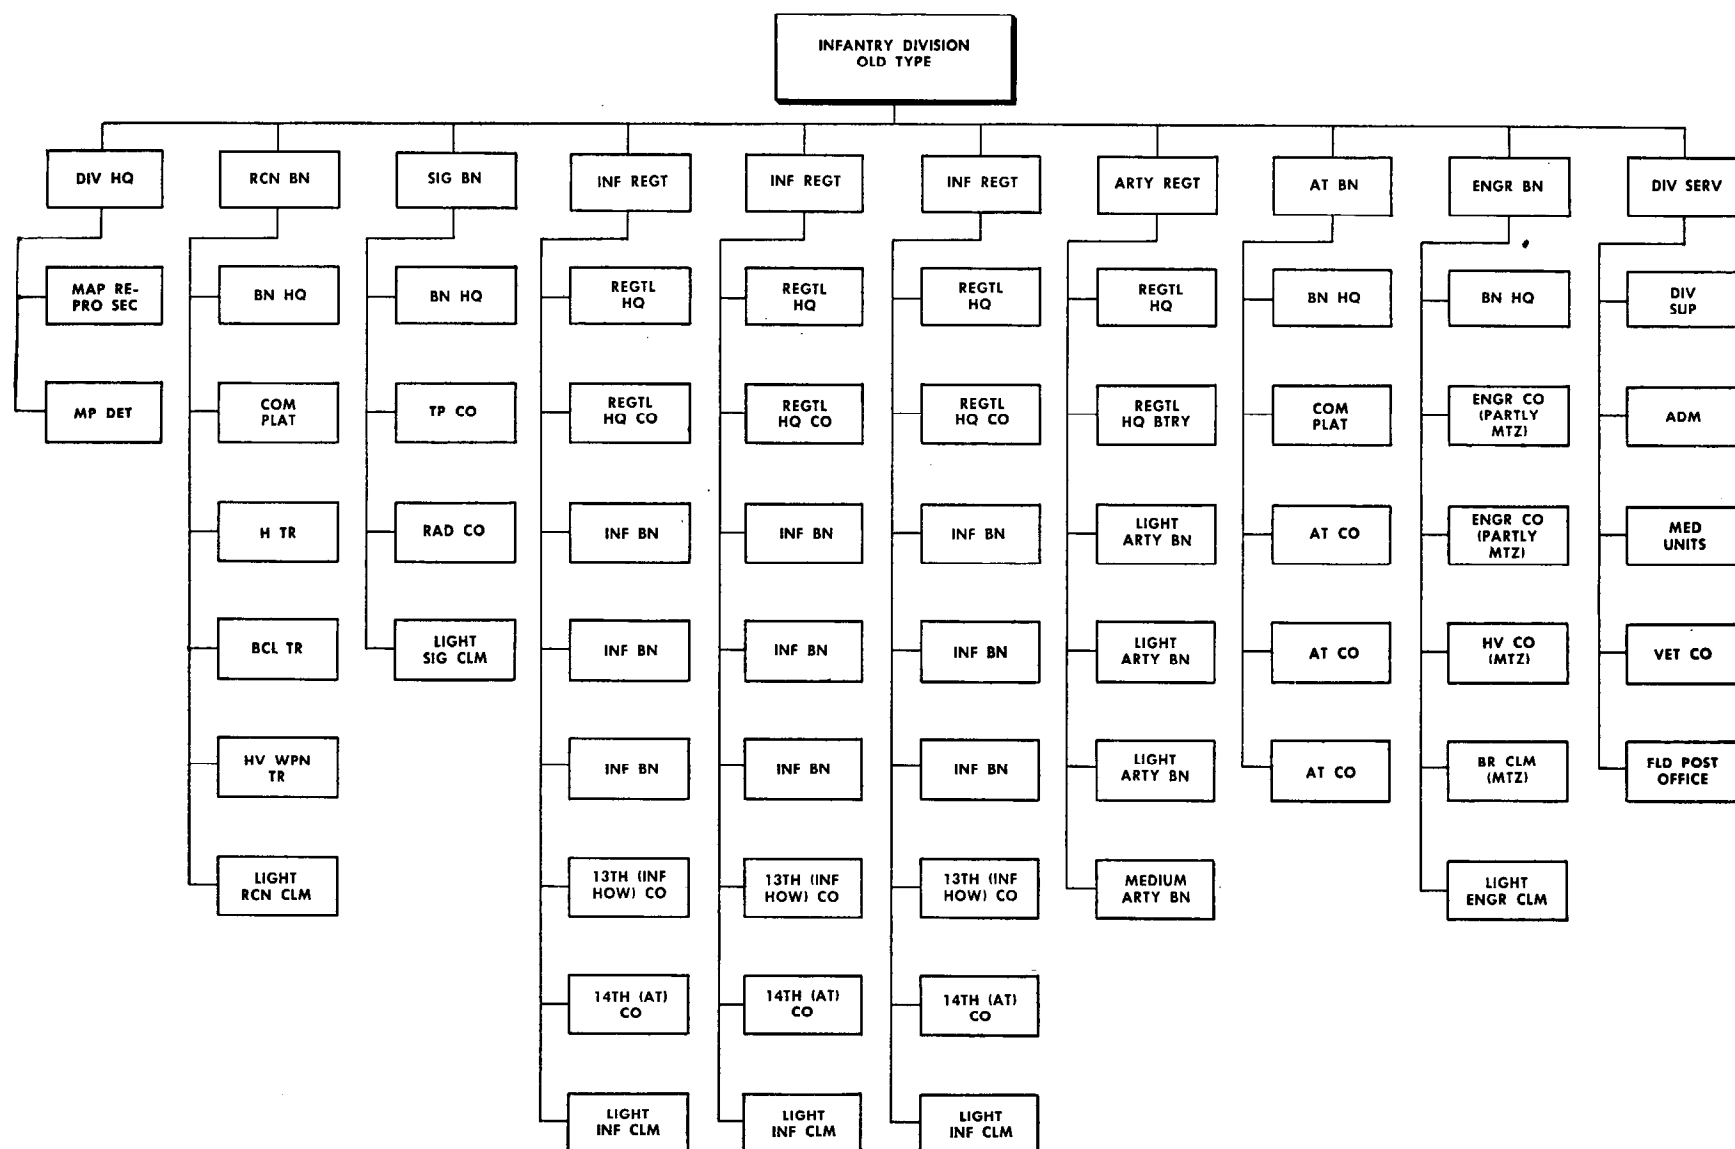 INFANTRY DIVISION
OLD TYPE
DIV HQ
MAP RE-
PRO SEC
MP DET
RCN BN
BN HQ
COM
PLAT
H TR
BCL TR
HV WPN
TR
LIGHT
RCN CLM
SIG BN
BN HQ
TP CO
RAD CO
LIGHT
SIG CLM
INF REGT
REGTL
HQ
REGTL
HQ CO
INF BN
INF BN
INF BN
13TH (INF
HOW) CO
14TH (AT)
CO
LIGHT
INF CLM
INF REGT
REGTL
HQ
REGTL
HQ CO
INF BN
INF BN
INF BN
13TH (INF
HOW) CO
14TH (AT)
CO
LIGHT
INF CLM
INF REGT
REGTL
HQ
REGTL
HQ CO
INF BN
INF BN
INF BN
13TH (INF
HOW) CO
14TH (AT)
CO
LIGHT
INF CLM
ARTY REGT
REGTL
HQ
REGTL
HQ BTRY
LIGHT
ARTY BN
LIGHT
ARTY BN
LIGHT
ARTY BN
MEDIUM
ARTY BN
AT BN
BN HQ
COM
PLAT
AT CO
AT CO
AT CO
ENGR BN
BN HQ
ENGR CO
(PARTLY
MTZ)
ENGR CO
(PARTLY
MTZ)
HV CO
(MTZ)
BR CLM
(MTZ)
LIGHT
ENGR CLM
DIV SERV
DIV
SUP
ADM
MED
UNITS
VET CO
FLD POST
OFFICE